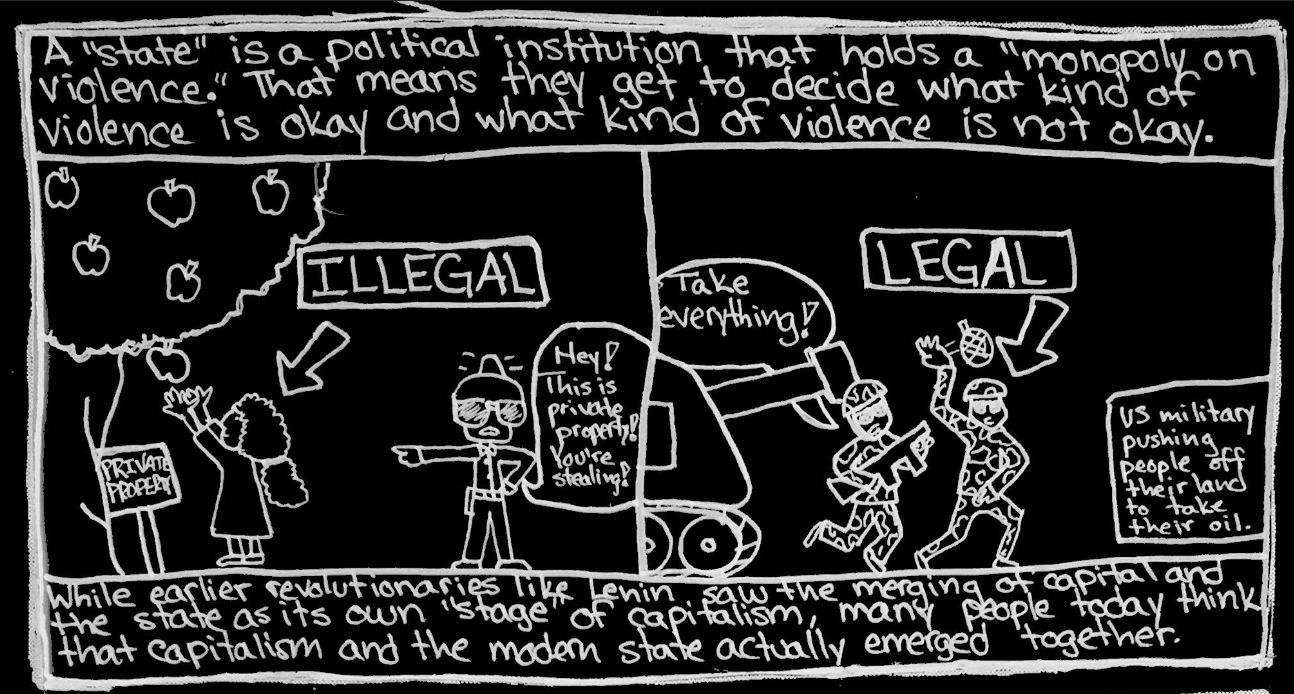 A "state" is a political institution that holds a "monopoly on
violence." That means they get to decide what kind of
violence is okay and what kind of violence is not okay.
ILLEGAL
PRIVATE
PROPERTY
Hey!
This is
private
property!
You're
stealing!
Take
everything!
LEGAL
US military
pushing
people off
their land
to take
their oil.
While earlier revolutionaries like Lenin saw the merging of capital and
the state as its own "stage" of capitalism, many people today think
that capitalism and the modern state actually emerged together.